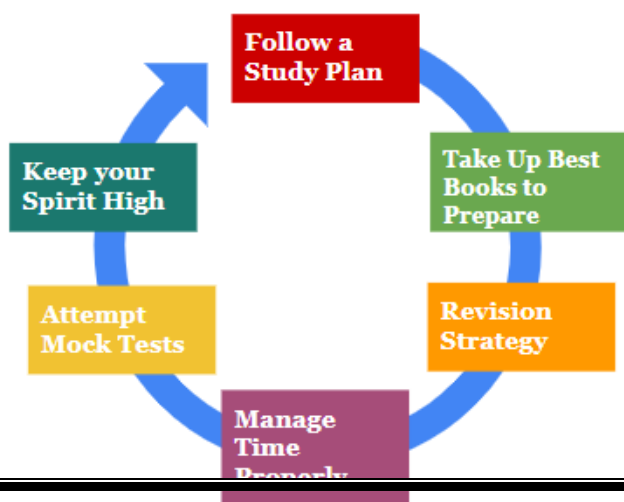 Follow a
Study Plan
Take Up Best
Books to
Prepare
Revision
Strategy
Manage
Time
Properly
Attempt
Mock Tests
Keep your
Spirit High